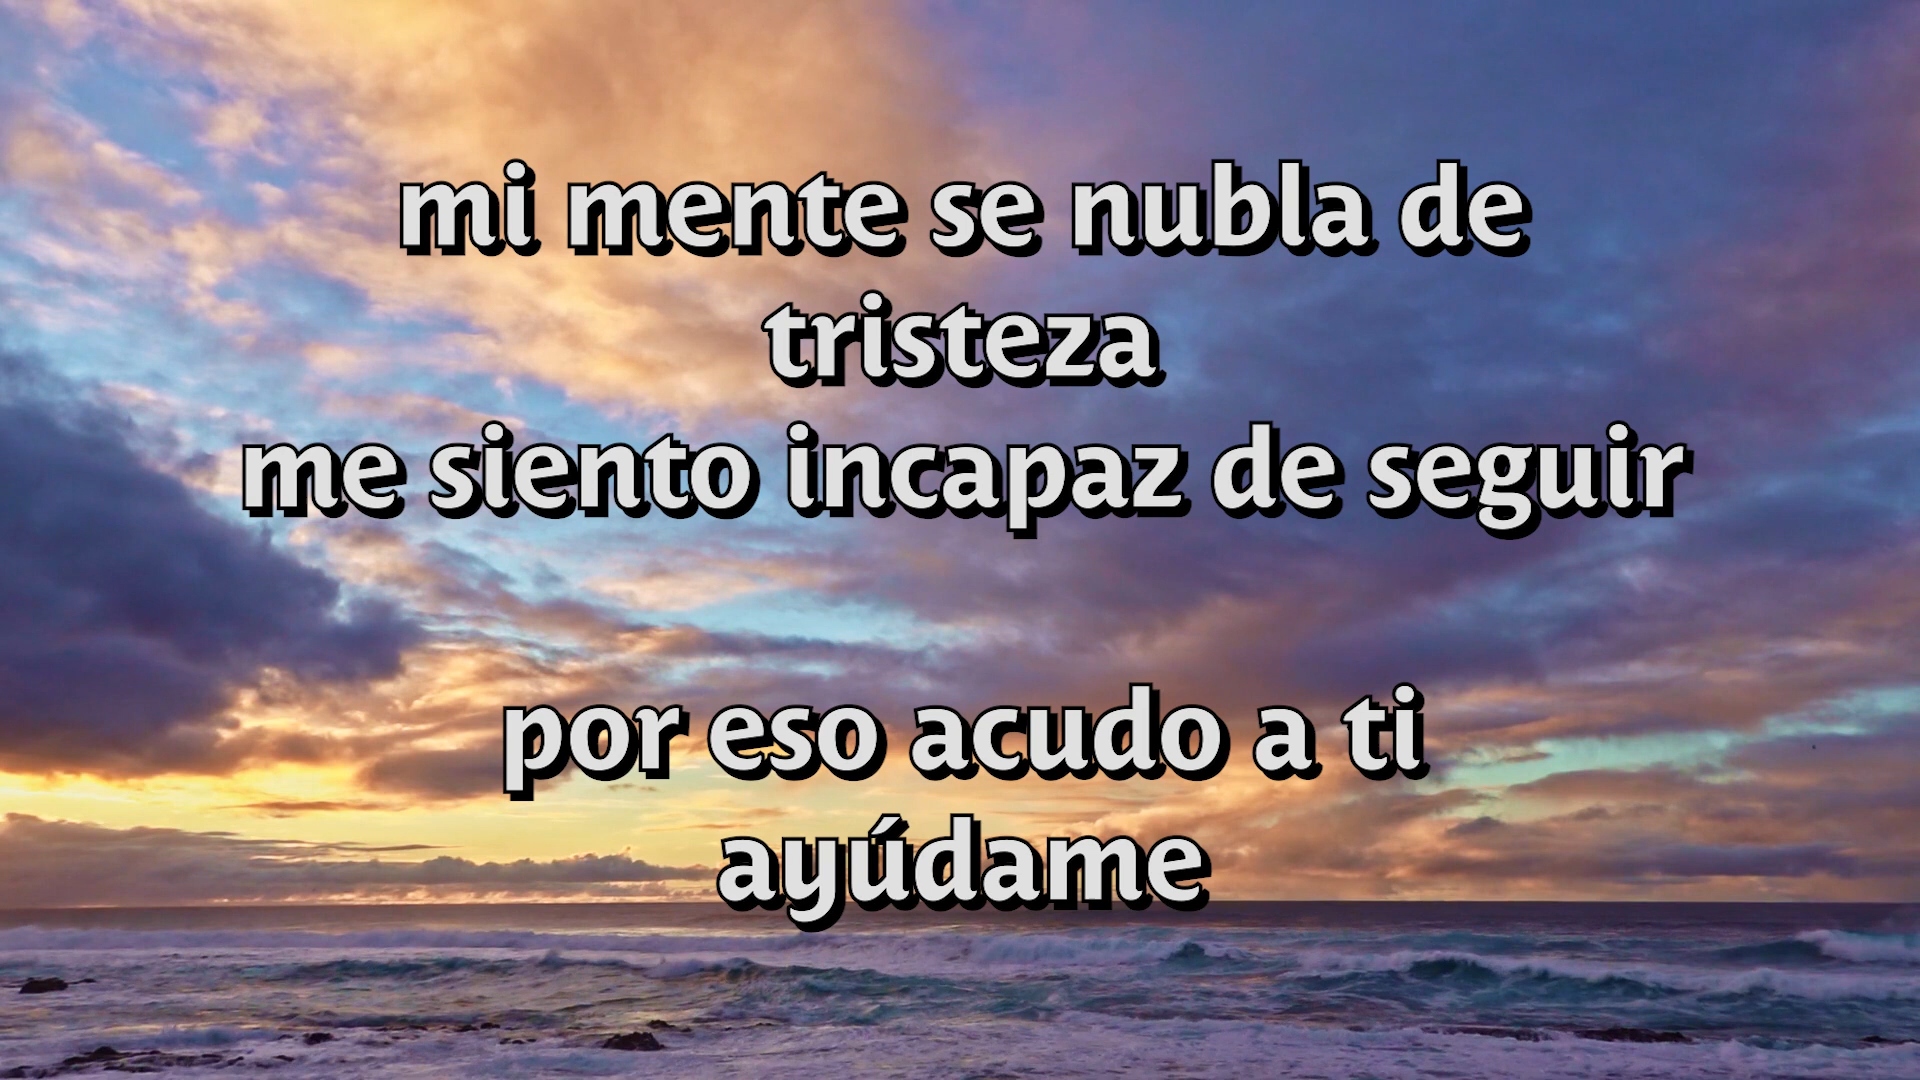 mi mente se nubla de
tristeza
me siento incapaz de seguir
por eso acudo a ti
ayúdame